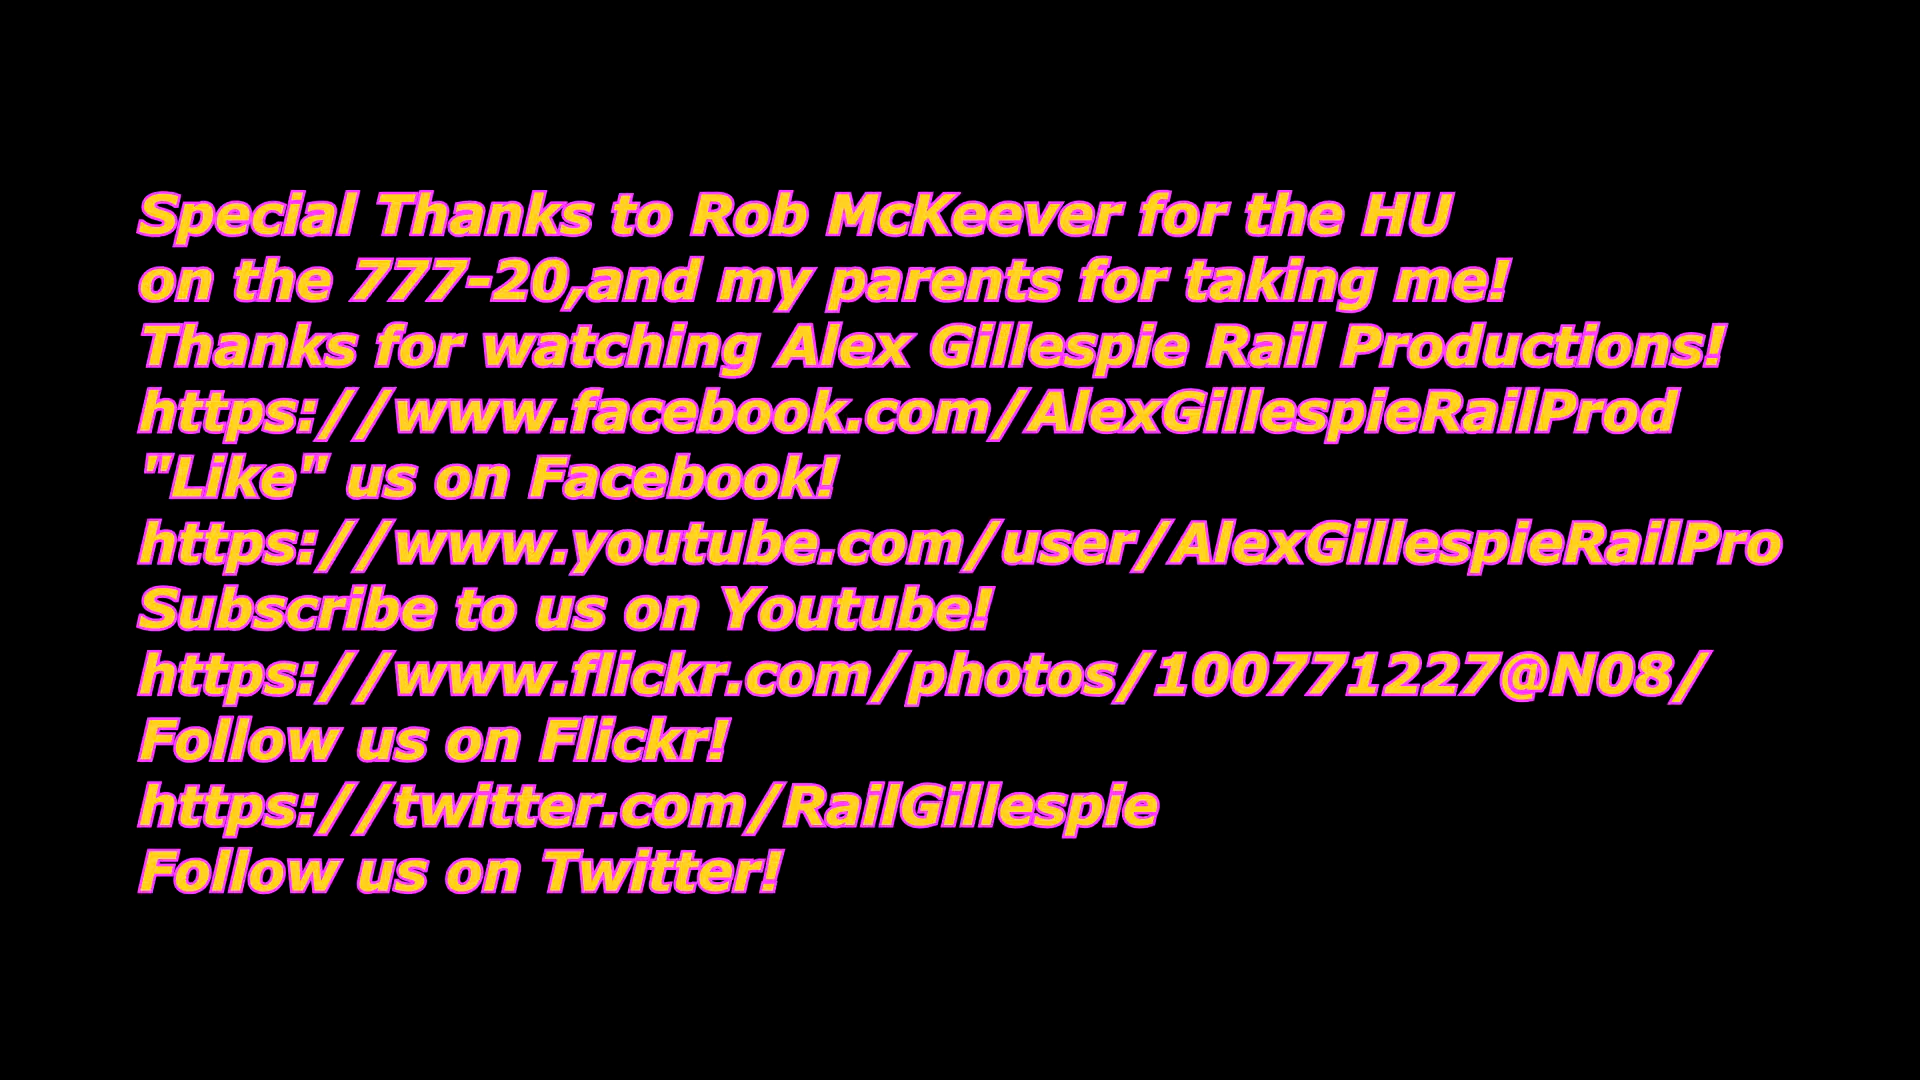 Special Thanks to Rob McKeever for the HU
on the 777-20,and my parents for taking me!
Thanks for watching Alex Gillespie Rail Productions!
https://www.facebook.com/AlexGillespieRailProd
"Like" us on Facebook!
https://www.youtube.com/user/AlexGillespieRailPro
Subscribe to us on Youtube!
https://www.flickr.com/photos/100771227@N08/
Follow us on Flickr!
https://twitter.com/RailGillespie
Follow us on Twitter!